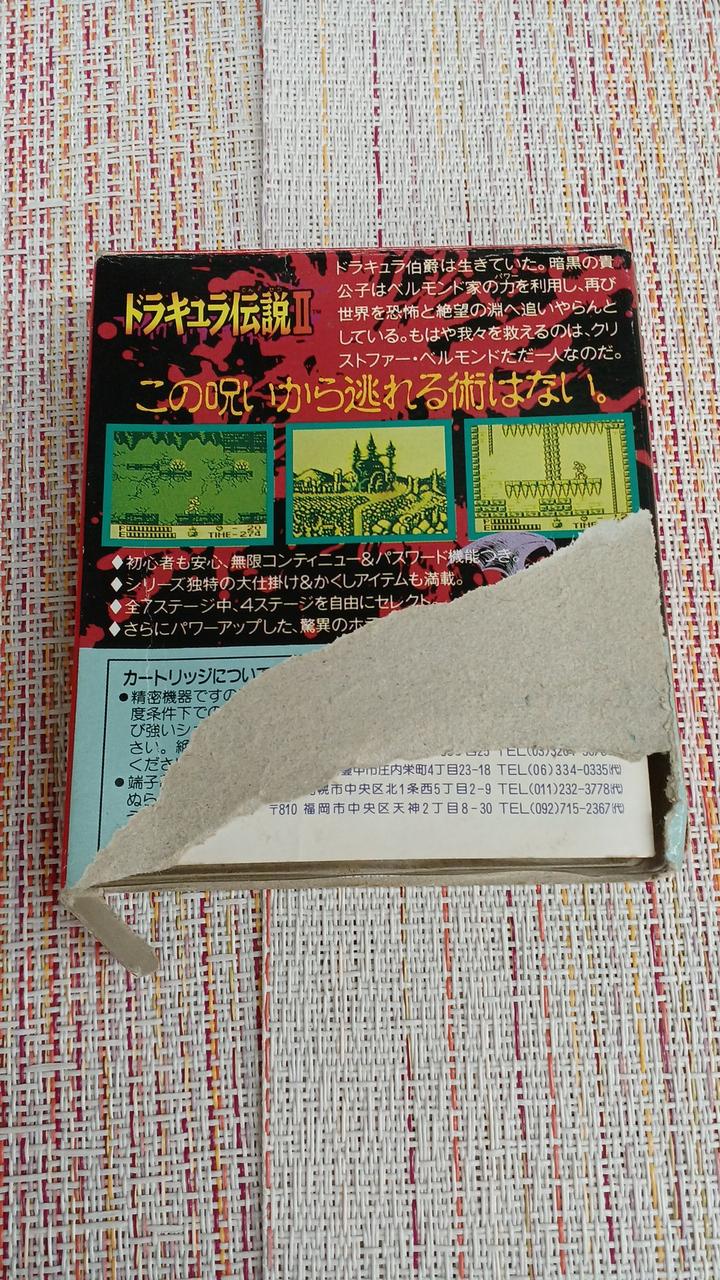 ドラキュラ伝説II
ドラキュラ伯爵は生きていた。暗黒の貴
公子はベルモンド家の力を利用し、再び
世界を恐怖と絶望の淵へ追いやらんと
している。もはや我々を救えるのは、クリ
ストファー・ベルモンドただ一人なのだ。
この呪いから逃れる術はない。
TIME-274
TIME
◆初心者も安心、無限コンティニュー&パスワード機能つき。
◆シリーズ独特の大仕掛け&かくしアイテムも満載。
◆全7ステージ中、4ステージを自由にセレクト
◆さらにパワーアップした、驚異のホラ
カートリッジについて
●精密機器ですの
度条件下での
び強いシ
さい。絶
くださ
●端子
ぬら
TEL(03)
中市庄内栄町4丁目23-18 TEL(06)334-0335㈹
幌市中央区北1条西5丁目2-9 TEL(011)232-3778㈹
〒810 福岡市中央区天神2丁目8-30 TEL(092)715-2367㈹